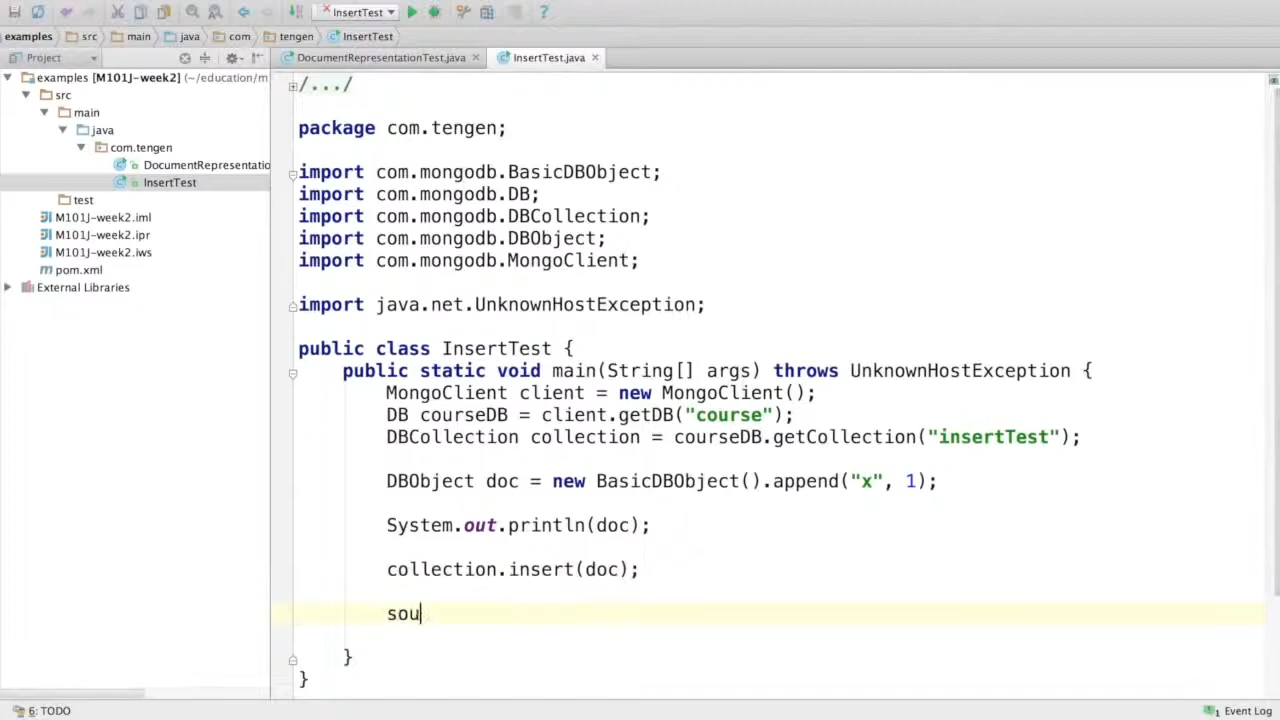 InsertTest
examples src main java com tengen InsertTest
Project
DocumentRepresentationTest.java InsertTest.java
examples [M101J-week2] (~/education/m
src
main
java
com.tengen
DocumentRepresentatio
InsertTest
test
M101J-week2.iml
M101J-week2.ipr
M101J-week2.iws
pom.xml
External Libraries
/.../
package com.tengen;
import com.mongodb.BasicDBObject;
import com.mongodb.DB;
import com.mongodb.DBCollection;
import com.mongodb.DBObject;
import com.mongodb.MongoClient;
import java.net.UnknownHostException;
public class InsertTest {
public static void main(String[] args) throws UnknownHostException {
MongoClient client = new MongoClient();
DB courseDB = client.getDB("course");
DBCollection collection = courseDB.getCollection("insertTest");
DBObject doc = new BasicDBObject().append("x", 1);
System.out.println(doc);
collection.insert(doc);
sou
}
}
6: TODO
1 Event Log